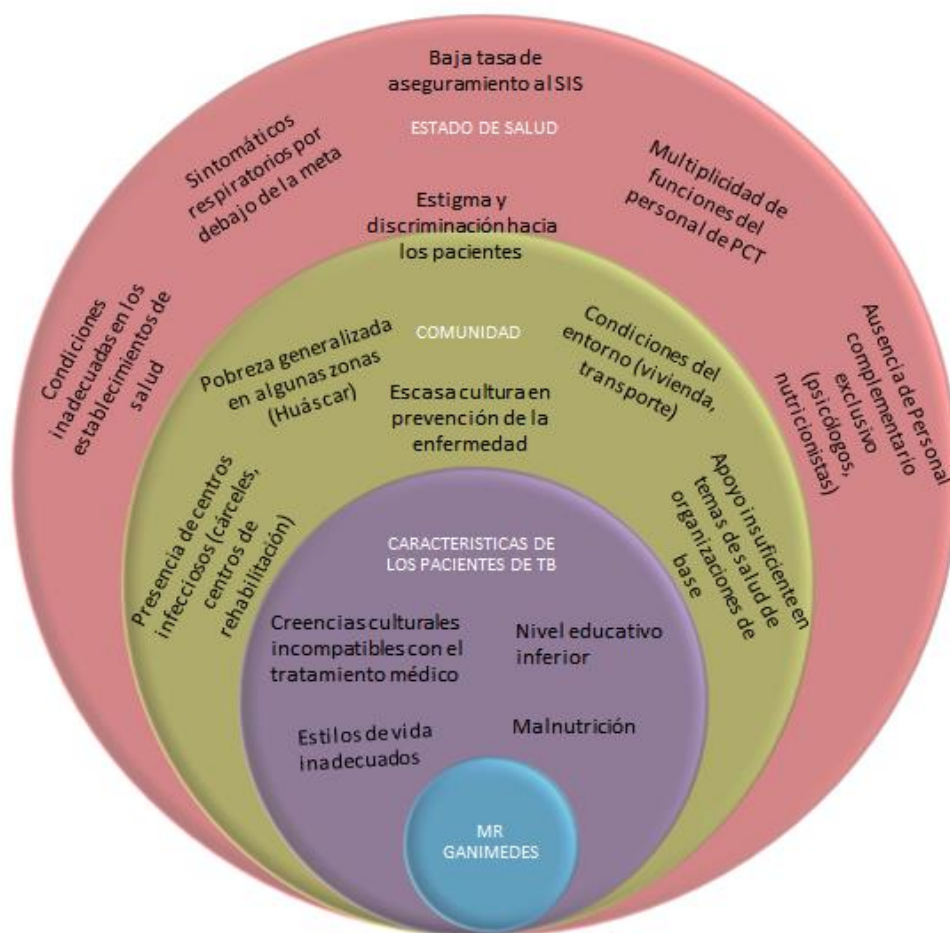 Baja tasa de
aseguramiento al SIS
ESTADO DE SALUD
Sintomáticos
respiratorios por
debajo de la meta
Multiplicidad de
funciones del
personal de PCT
Estigma y
discriminación hacia
los pacientes
Condiciones
inadecuadas en los
establecimientos de
salud
Ausencia de Personal
complementario
exclusivo
(psicólogos,
nutricionistas)
COMUNIDAD
Pobreza generalizada
en algunas zonas
(Huáscar)
Condiciones del
entorno (vivienda,
transporte)
Escasa cultura en
prevención de la
enfermedad
Presencia de centros
infecciosos (cárceles,
centros de
rehabilitación)
Apoyo insuficiente en
temas de salud de
organizaciones de
base
CARACTERISTICAS DE
LOS PACIENTES DE TB
Creencias culturales
incompatibles con el
tratamiento médico
Nivel educativo
inferior
Estilos de vida
inadecuados
Malnutrición
MR
GANIMEDES